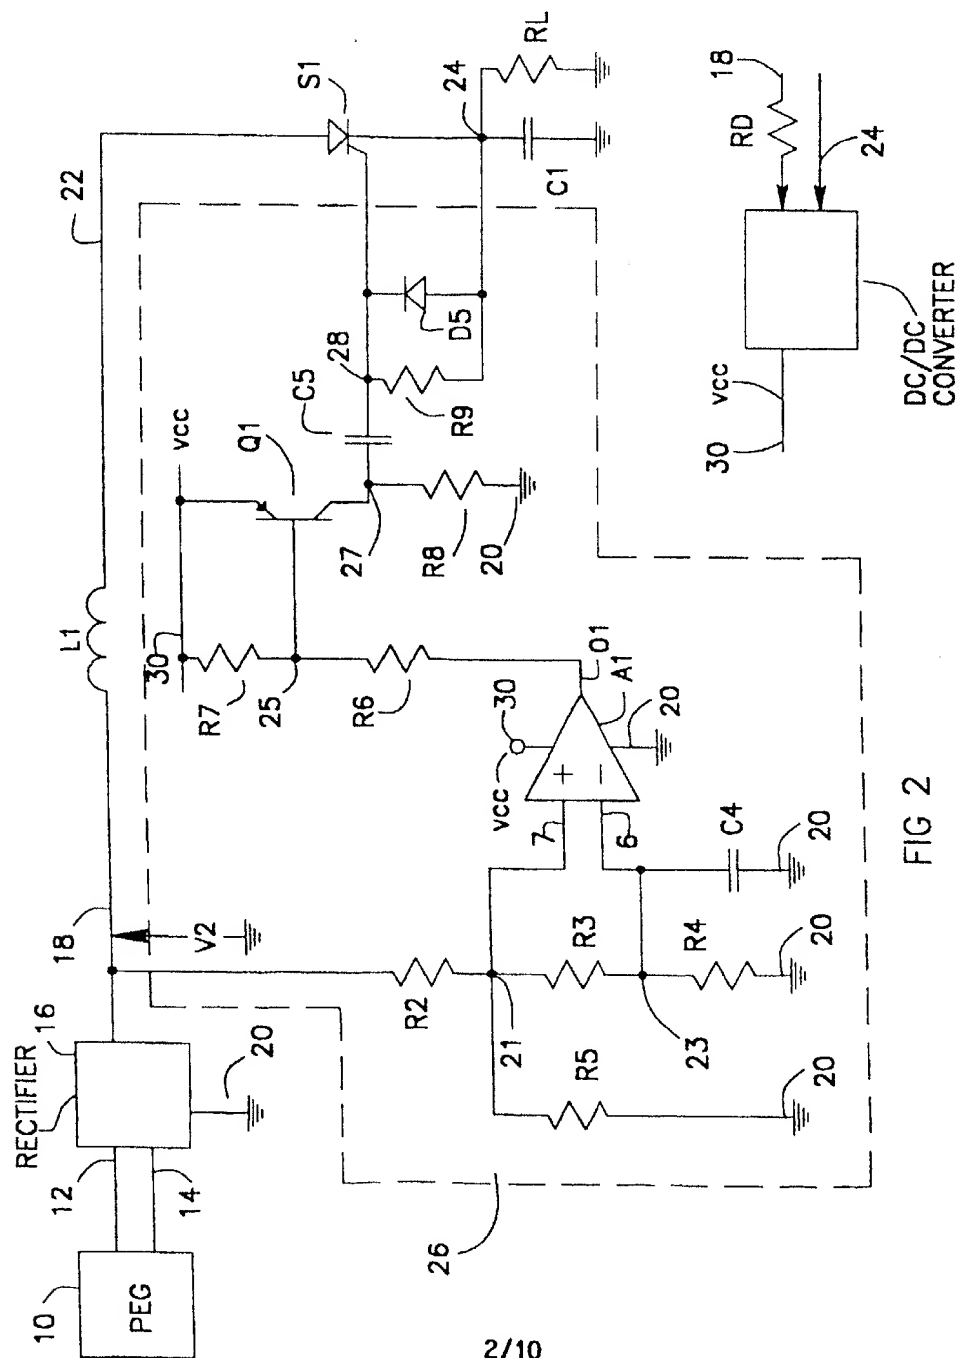 10
PEG
12
14
RECTIFIER
16
20
18
V2
L1
22
S1
24
RL
C1
30
vcc
R7
25
Q1
R6
27
C5
28
R9
D5
R8
20
R2
21
R3
23
R4
R5
20
20
20
C4
7
6
+
−
vcc
30
A1
O1
20
26
30
vcc
DC/DC
CONVERTER
RD
18
24
FIG 2
2/10